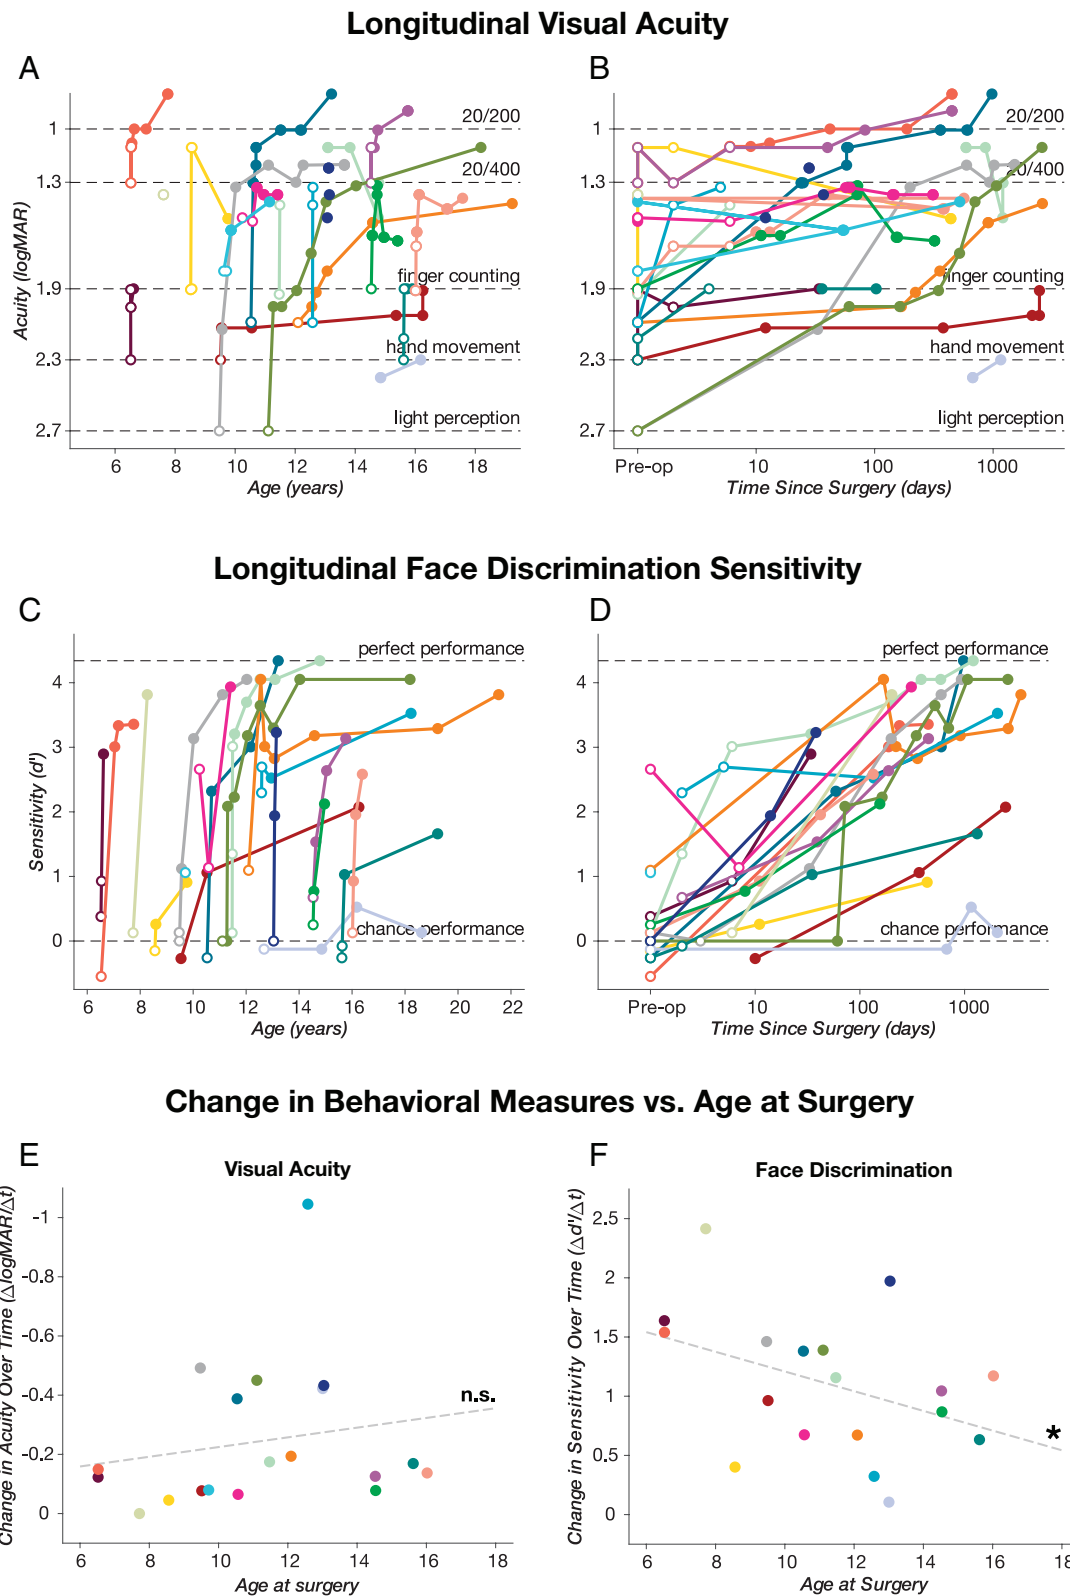 Longitudinal Visual Acuity
A
B
20/200
20/400
finger counting
hand movement
light perception
1
1.3
1.9
2.3
2.7
Acuity (logMAR)
6 8 10 12 14 16 18
Age (years)
20/200
20/400
finger counting
hand movement
light perception
1
1.3
1.9
2.3
2.7
Pre-op 10 100 1000
Time Since Surgery (days)
Longitudinal Face Discrimination Sensitivity
C
D
perfect performance
chance performance
4
3
2
1
0
Sensitivity (d')
6 8 10 12 14 16 18 20 22
Age (years)
perfect performance
chance performance
4
3
2
1
0
Pre-op 10 100 1000
Time Since Surgery (days)
Change in Behavioral Measures vs. Age at Surgery
E
Visual Acuity
-1
-0.8
-0.6
-0.4
-0.2
0
Change in Acuity Over Time (ΔlogMAR/Δt)
n.s.
6 8 10 12 14 16 18
Age at surgery
F
Face Discrimination
2.5
2
1.5
1
0.5
0
Change in Sensitivity Over Time (Δd'/Δt)
*
6 8 10 12 14 16 18
Age at Surgery